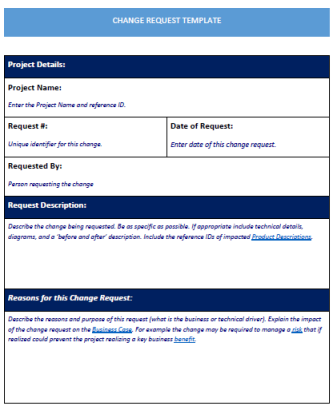 CHANGE REQUEST TEMPLATE
Project Details:
Project Name:
Enter the Project Name and reference ID.
Request #:
Date of Request:
Unique identifier for this change.
Enter date of this change request.
Requested By:
Person requesting the change
Request Description:
Describe the change being requested. Be as specific as possible. If appropriate include technical details,
diagrams, and a 'before and after' description. Include the reference IDs of impacted Product Descriptions.
Reasons for this Change Request:
Describe the reasons and purpose of this request (what is the business or technical driver). Explain the impact
of the change request on the Business Case. For example the change may be required to manage a risk that if
realized could prevent the project realizing a key business benefit.